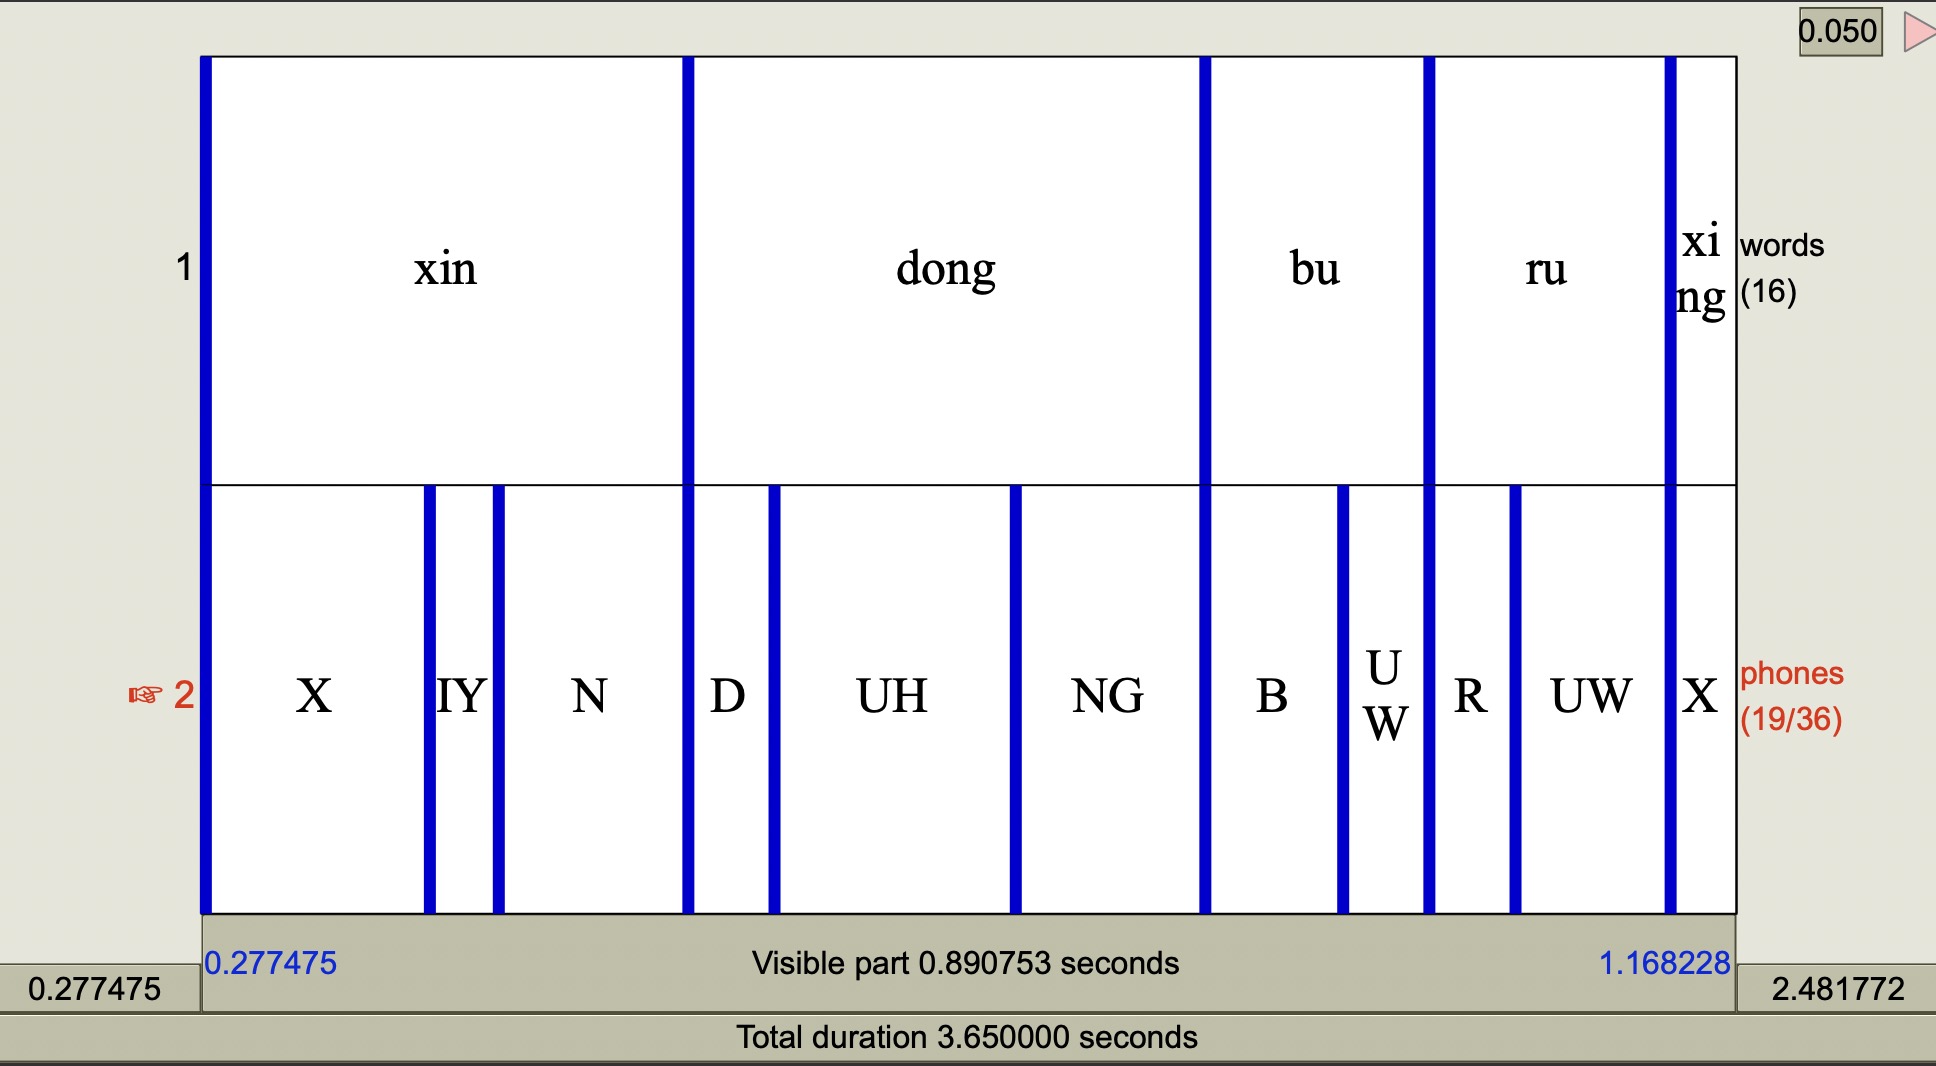 0.050
1
xin
dong
bu
ru
xi
ng
words
(16)
☞ 2
X
IY
N
D
UH
NG
B
U
W
R
UW
X
phones
(19/36)
0.277475
Visible part 0.890753 seconds
1.168228
0.277475
2.481772
Total duration 3.650000 seconds